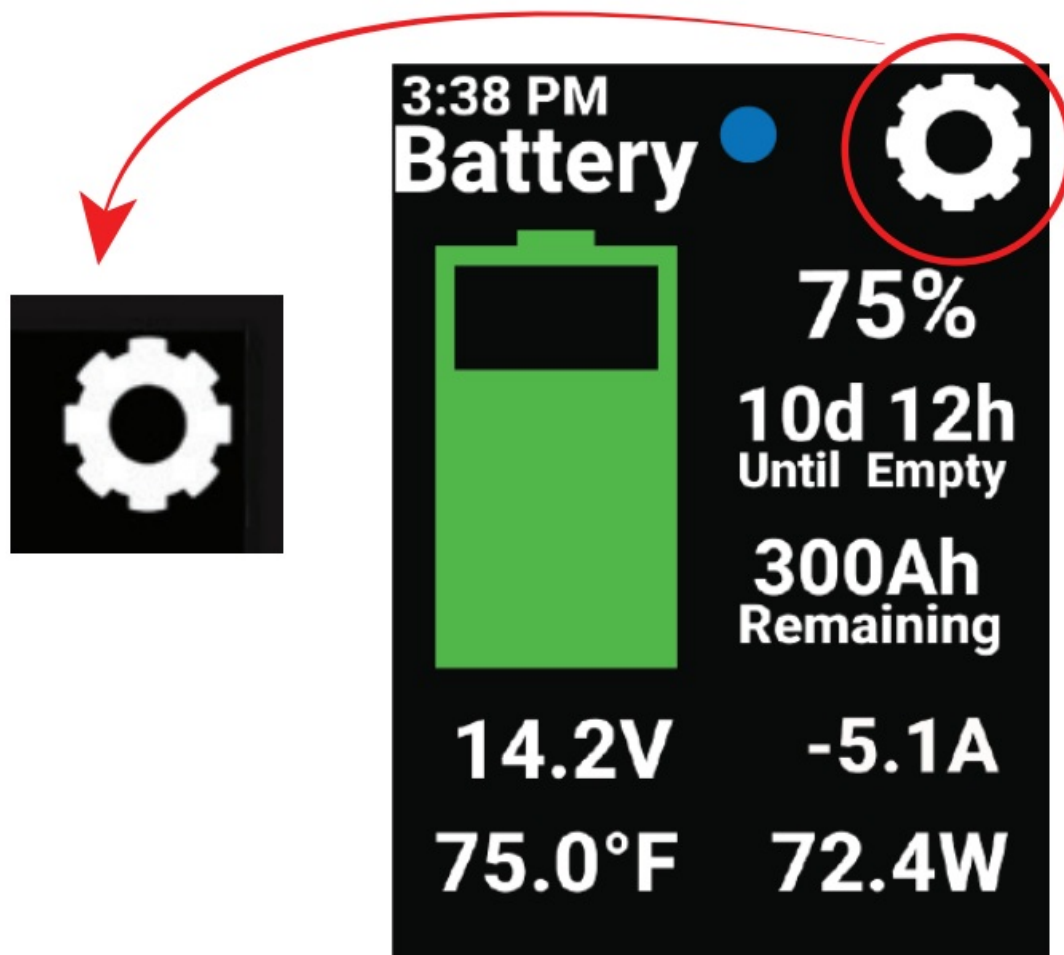 3:38 PM
Battery
75%
10d 12h
Until Empty
300Ah
Remaining
14.2V -5.1A
75.0°F 72.4W